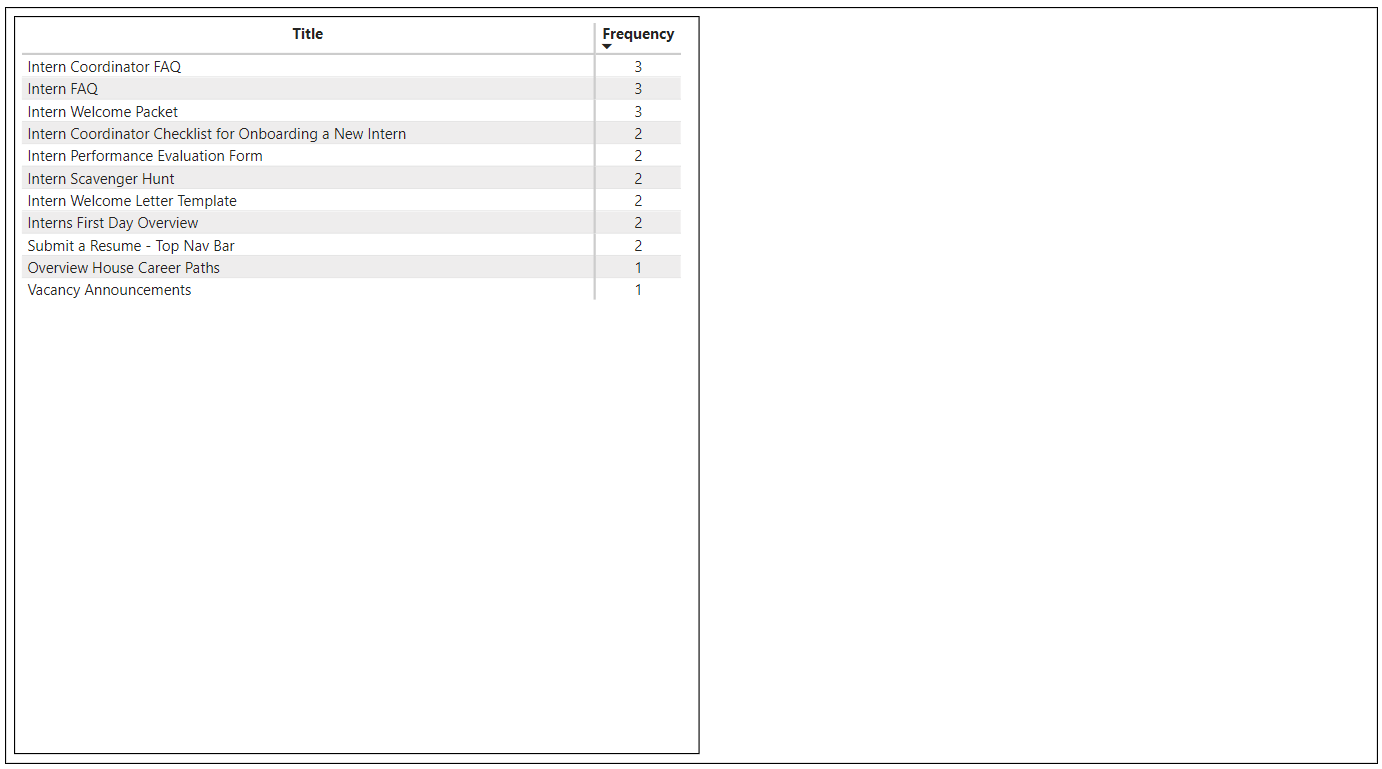 Title Frequency
Intern Coordinator FAQ 3
Intern FAQ 3
Intern Welcome Packet 3
Intern Coordinator Checklist for Onboarding a New Intern 2
Intern Performance Evaluation Form 2
Intern Scavenger Hunt 2
Intern Welcome Letter Template 2
Interns First Day Overview 2
Submit a Resume - Top Nav Bar 2
Overview House Career Paths 1
Vacancy Announcements 1